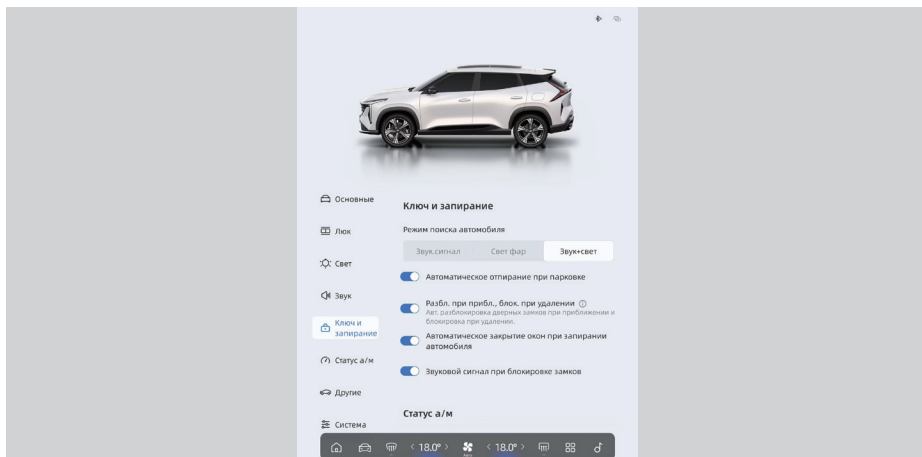 Основные
Люк
Свет
Звук
Ключ и
запирание
Статус а/м
Другие
Система
Ключ и запирание
Режим поиска автомобиля
Звук.сигнал Свет фар Звук+свет
Автоматическое отпирание при парковке
Разбл. при прибл., блок. при удалении
Авт. разблокировка дверных замков при приближении и
блокировка при удалении.
Автоматическое закрытие окон при запирании
автомобиля
Звуковой сигнал при блокировке замков
Статус а/м
18.0° 18.0°